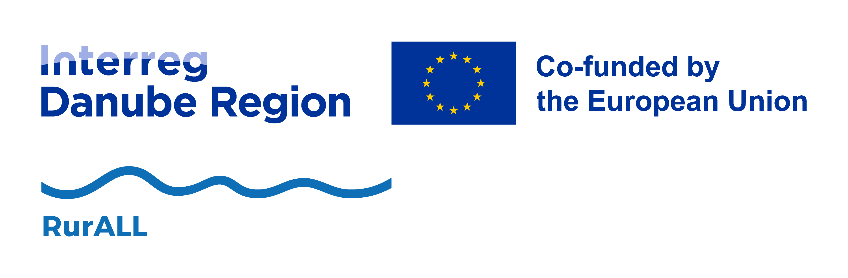 Interreg
Danube Region
Co-funded by
the European Union
RurALL